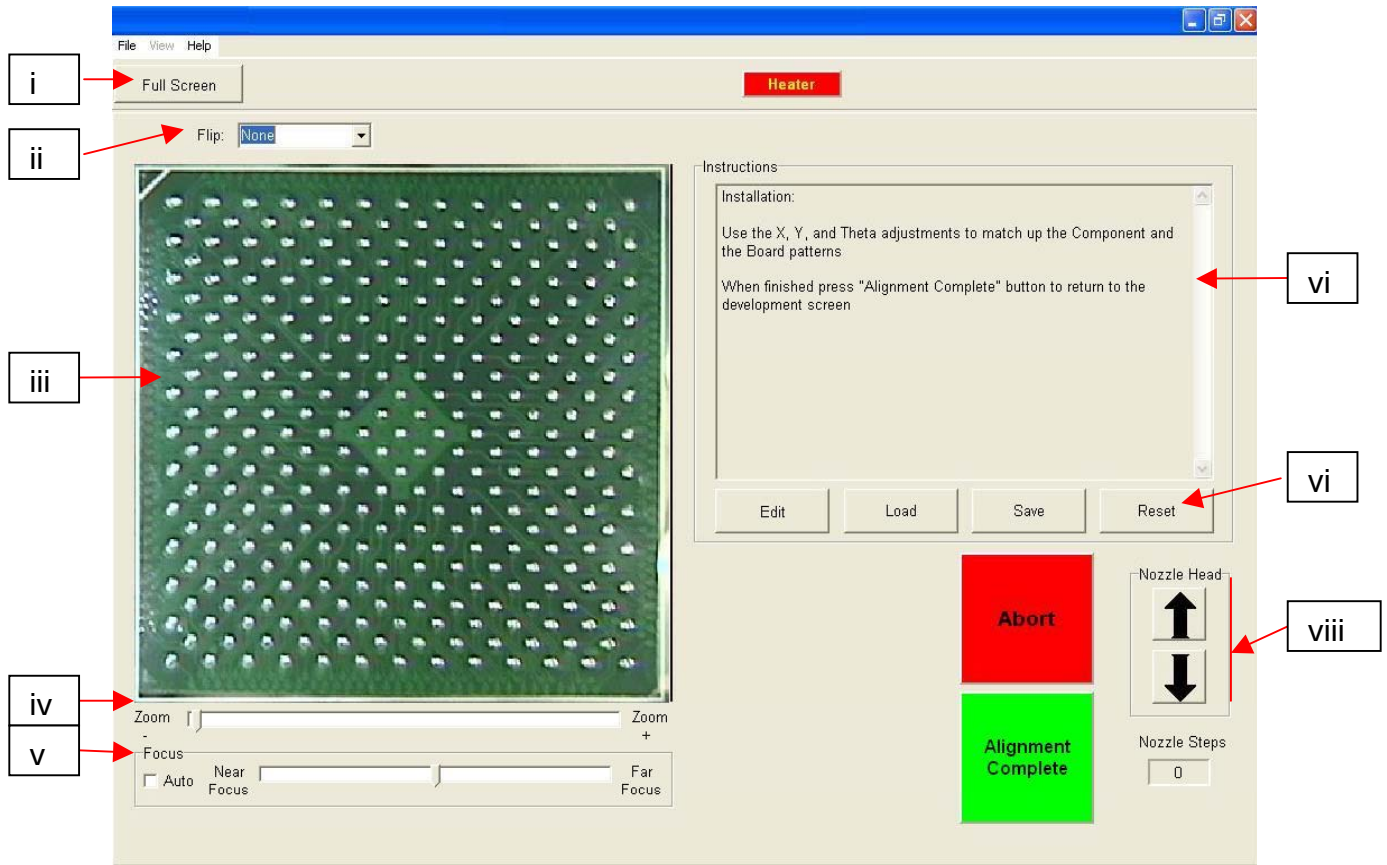 File View Help
i
Full Screen
Heater
ii
Flip: None
iii
Instructions
Installation:
Use the X, Y, and Theta adjustments to match up the Component and
the Board patterns
When finished press "Alignment Complete" button to return to the
development screen
vi
Edit Load Save Reset
vi
Abort
Nozzle Head
viii
iv
Zoom
-
Zoom
+
v
Focus
Auto
Near
Focus
Far
Focus
Alignment
Complete
Nozzle Steps
0